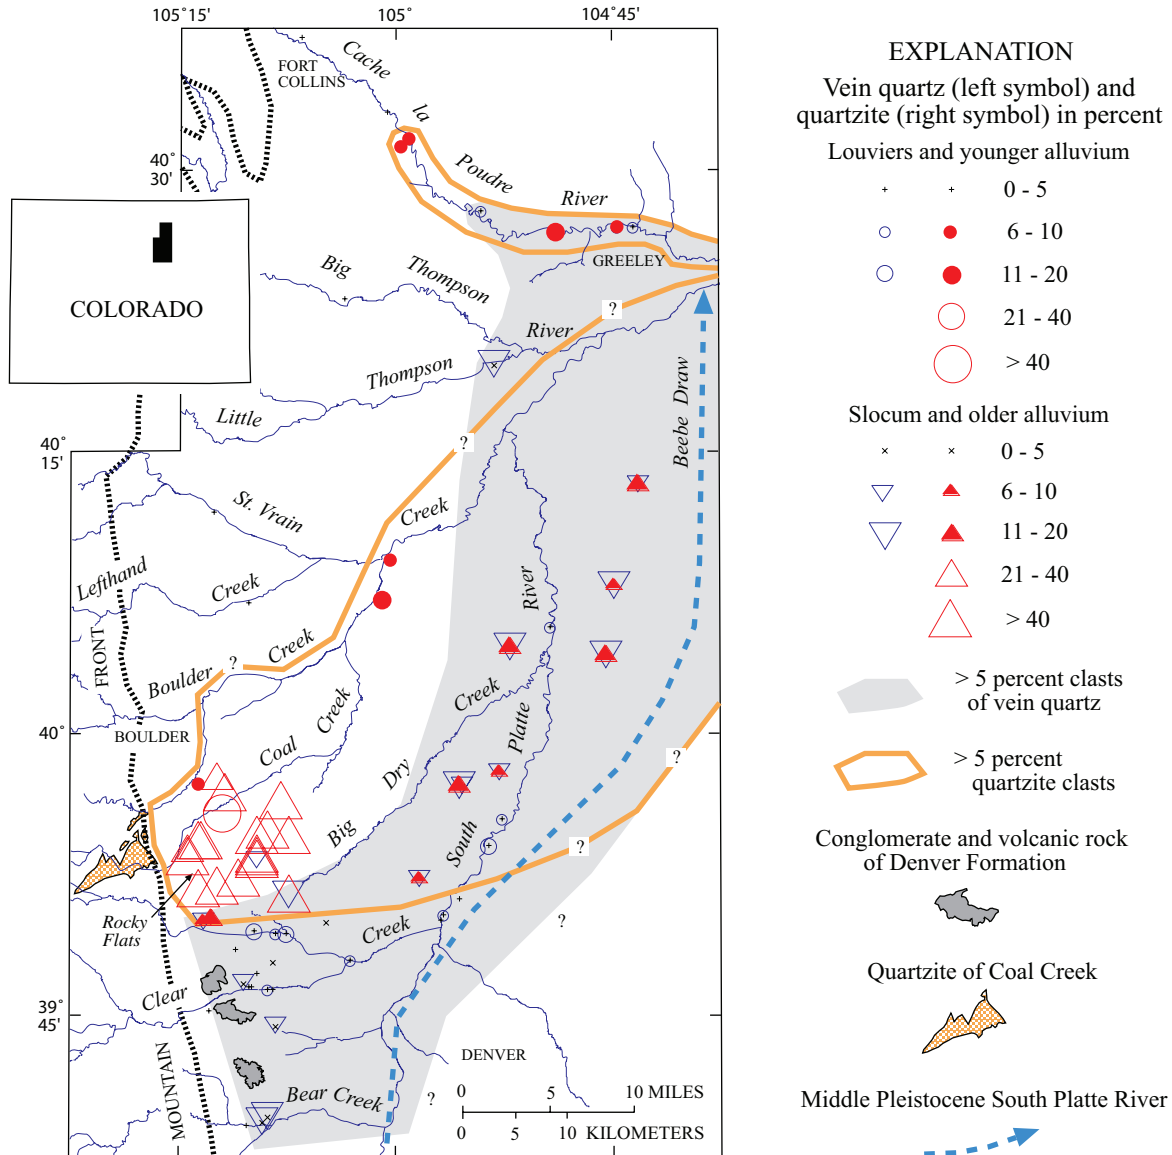 105˚15'
105˚
104˚45'
FORT
COLLINS
Cache
la
Poudre
River
40˚
30'
GREELEY
COLORADO
Big
Thompson
River
Thompson
Little
?
?
Beebe Draw
40˚
15'
St. Vrain
Creek
Lefthand
Creek
River
FRONT
Creek
?
Boulder
BOULDER
Creek
Coal
Creek
Platte
40˚
?
Dry
Big
South
?
Rocky
Flats
Creek
?
Clear
39˚
45'
DENVER
MOUNTAIN
Bear Creek
?
0 5 10 MILES
0 5 10 KILOMETERS
EXPLANATION
Vein quartz (left symbol) and
quartzite (right symbol) in percent
Louviers and younger alluvium
0 - 5
6 - 10
11 - 20
21 - 40
> 40
Slocum and older alluvium
0 - 5
6 - 10
11 - 20
21 - 40
> 40
> 5 percent clasts
of vein quartz
> 5 percent
quartzite clasts
Conglomerate and volcanic rock
of Denver Formation
Quartzite of Coal Creek
Middle Pleistocene South Platte River